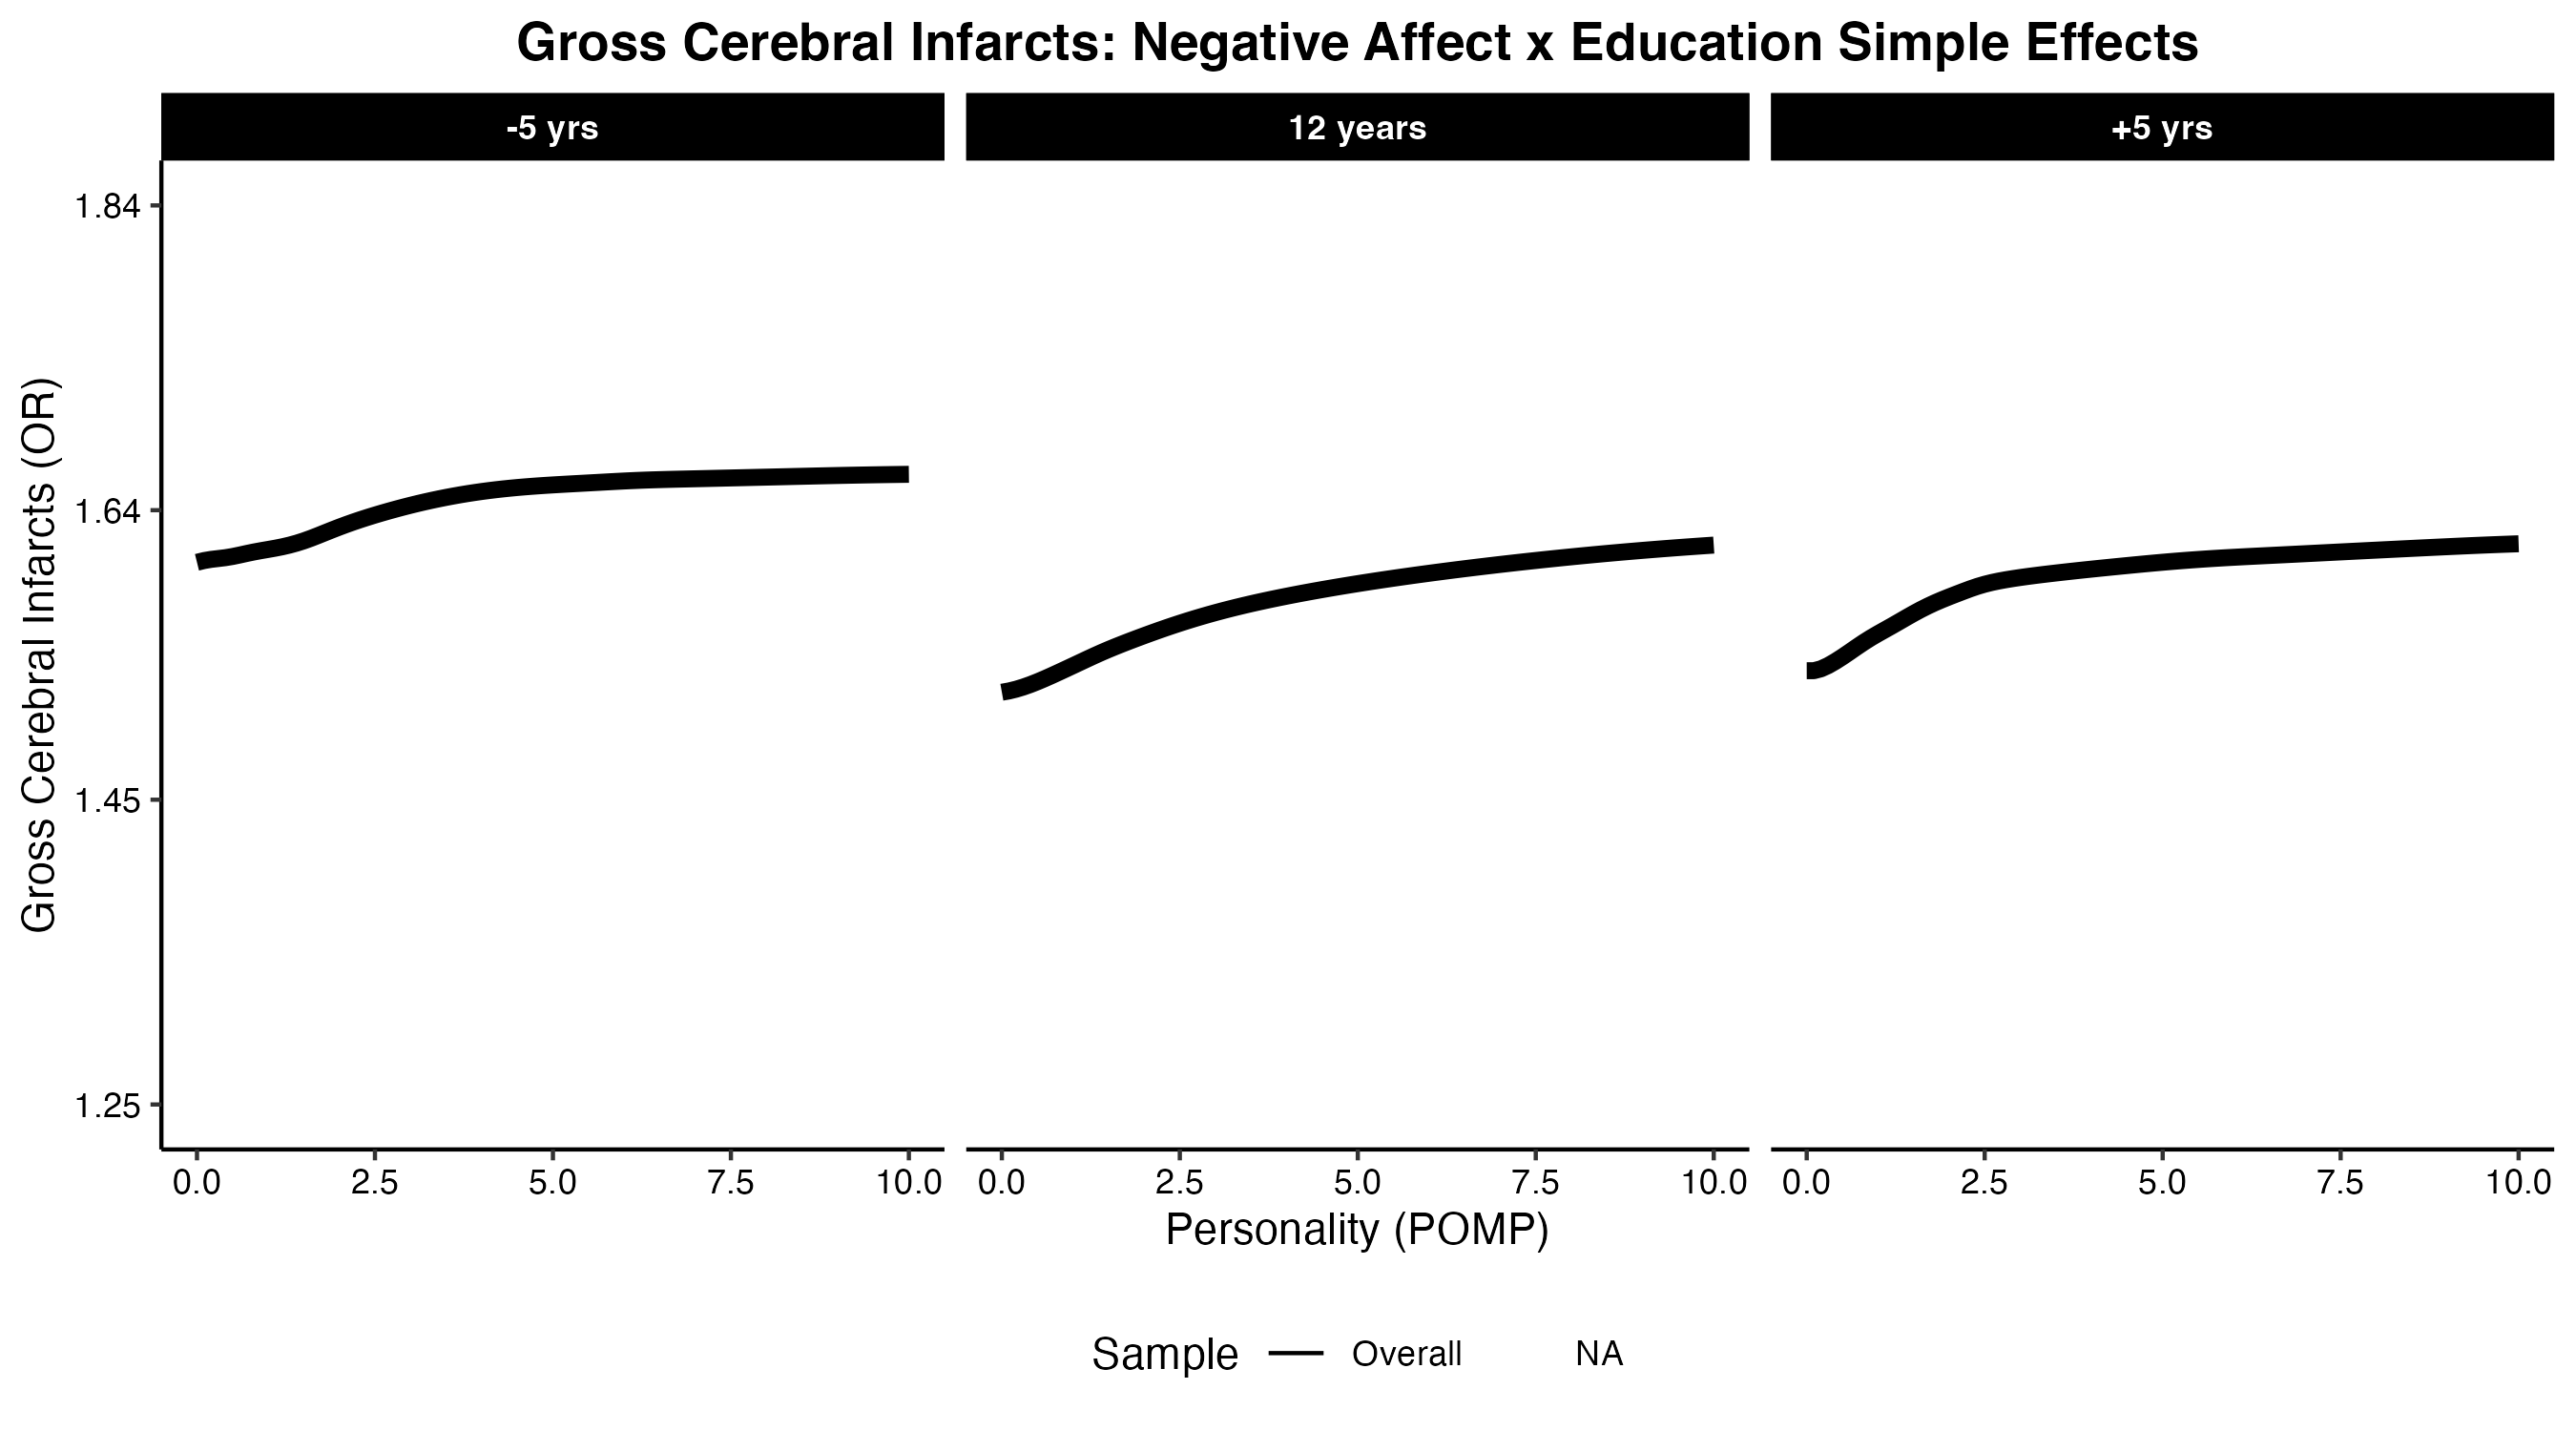 Gross Cerebral Infarcts: Negative Affect x Education Simple Effects
-5 yrs 12 years +5 yrs
Gross Cerebral Infarcts (OR)
1.84
1.64
1.45
1.25
0.0 2.5 5.0 7.5 10.0 0.0 2.5 5.0 7.5 10.0 0.0 2.5 5.0 7.5 10.0
Personality (POMP)
Sample Overall NA